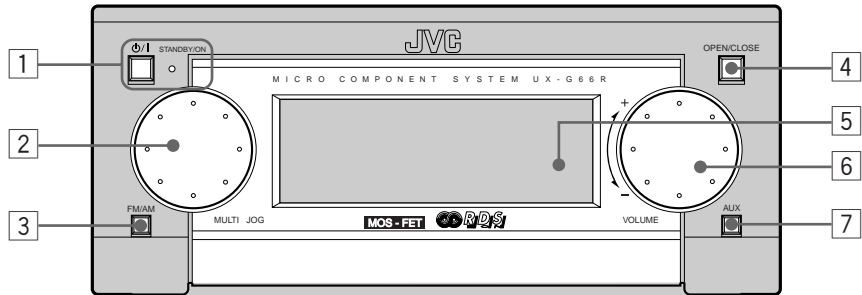 JVC
1
⏻/I STANDBY/ON
OPEN/CLOSE
4
MICRO COMPONENT SYSTEM UX-G66R
2
+
5
6
−
3
FM/AM
MULTI JOG
MOS-FET
RDS
VOLUME
AUX
7